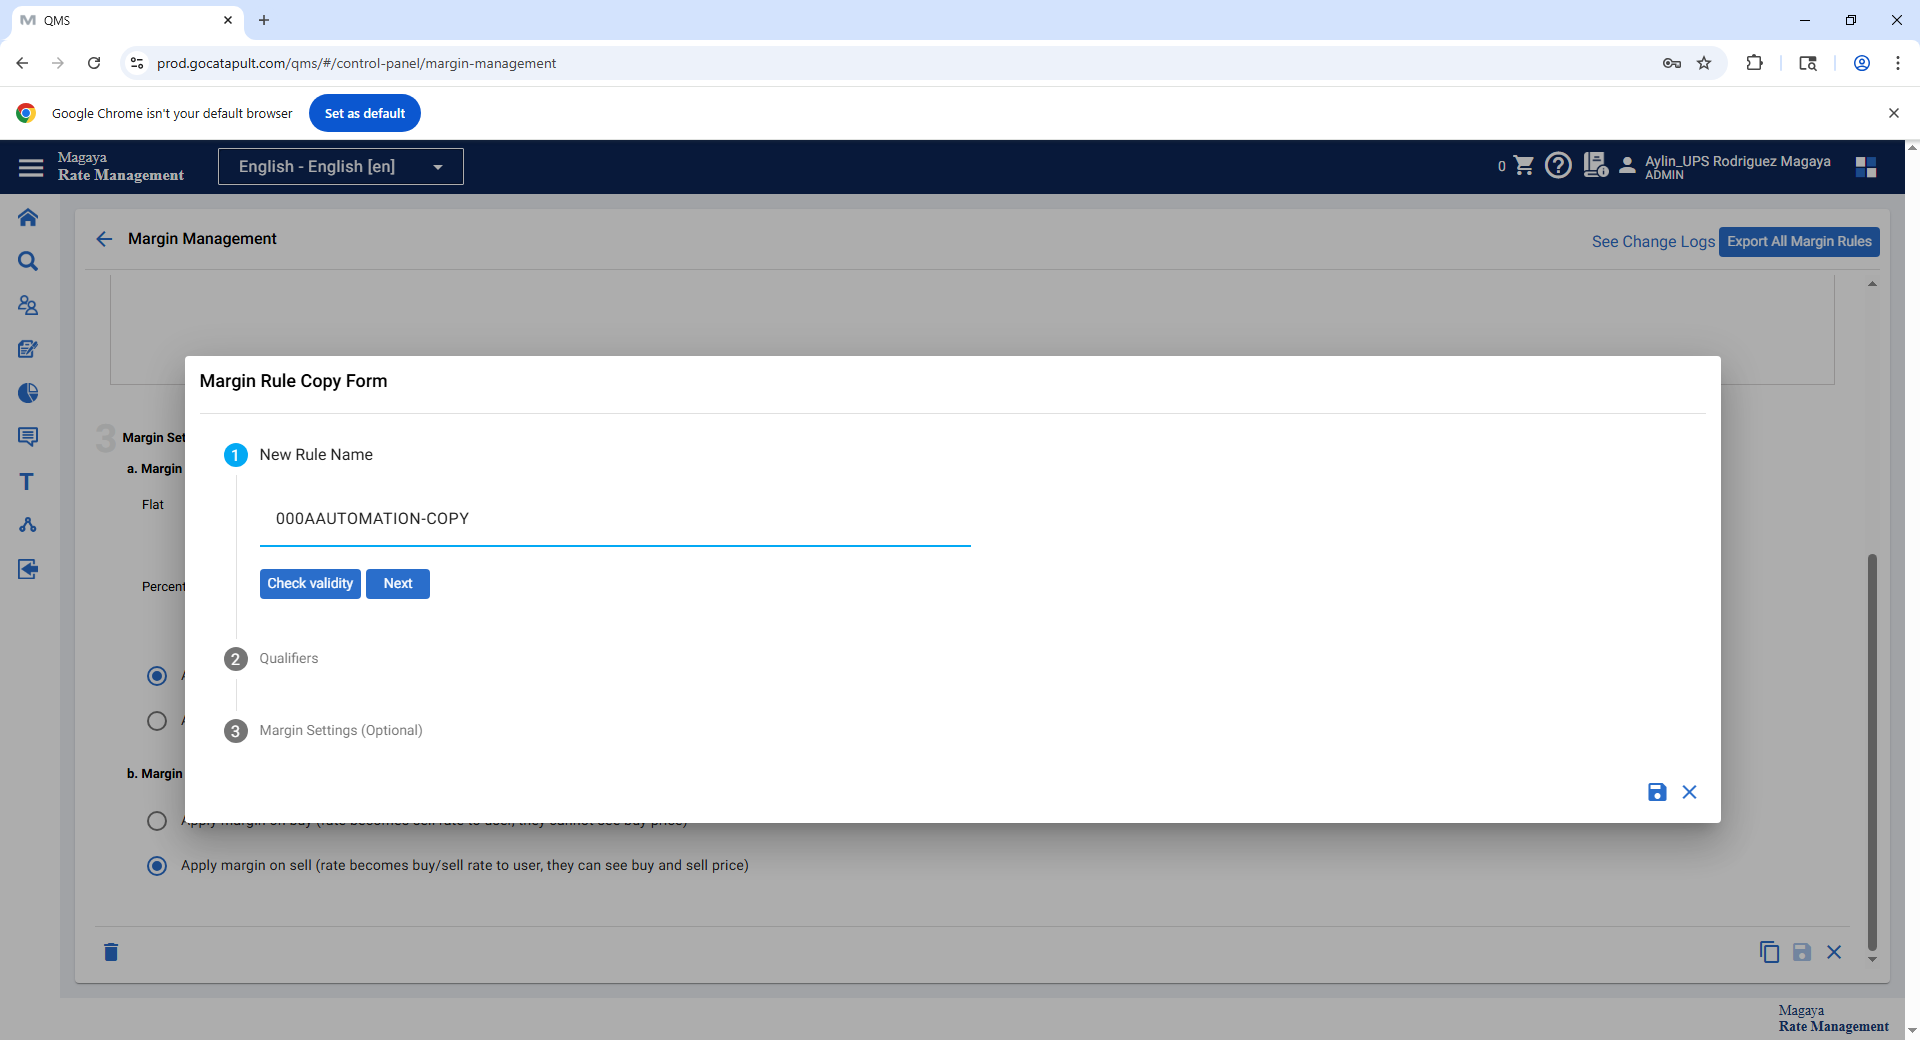 QMS
prod.gocatapult.com/qms/#/control-panel/margin-management
Google Chrome isn't your default browser
Set as default
Magaya
Rate Management
English - English [en]
0
Aylin_UPS Rodriguez Magaya
ADMIN
Margin Management
See Change Logs
Export All Margin Rules
Margin Rule Copy Form
1
New Rule Name
000AAUTOMATION-COPY
Check validity
Next
2
Qualifiers
3
Margin Settings (Optional)
3
Margin Set
a. Margin
Flat
Percent
b. Margin
Apply margin on buy (rate becomes sell rate to user, they cannot see buy price)
Apply margin on sell (rate becomes buy/sell rate to user, they can see buy and sell price)
Magaya
Rate Management